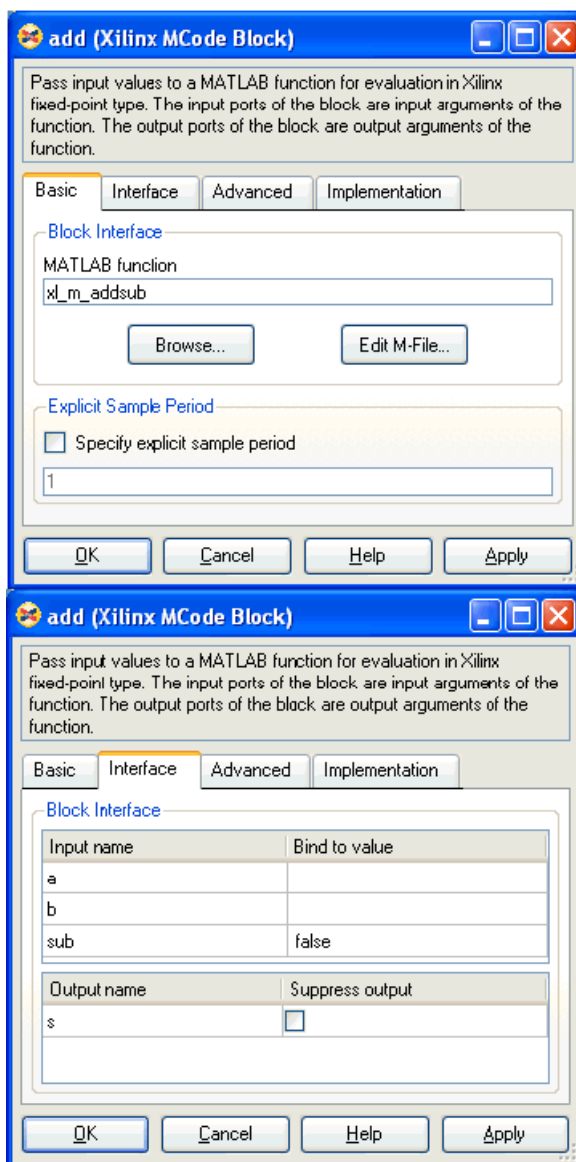 add (Xilinx MCode Block)
Pass input values to a MATLAB function for evaluation in Xilinx
fixed-point type. The input ports of the block are input arguments of the
function. The output ports of the block are output arguments of the
function.
Basic Interface Advanced Implementation
Block Interface
MATLAB function
xl_m_addsub
Browse... Edit M-File...
Explicit Sample Period
Specify explicit sample period
1
OK Cancel Help Apply
add (Xilinx MCode Block)
Pass input values to a MATLAB function for evaluation in Xilinx
fixed-point type. The input ports of the block are input arguments of the
function. The output ports of the block are output arguments of the
function.
Basic Interface Advanced Implementation
Block Interface
Input name Bind to value
a
b
sub false
Output name Suppress output
s
OK Cancel Help Apply